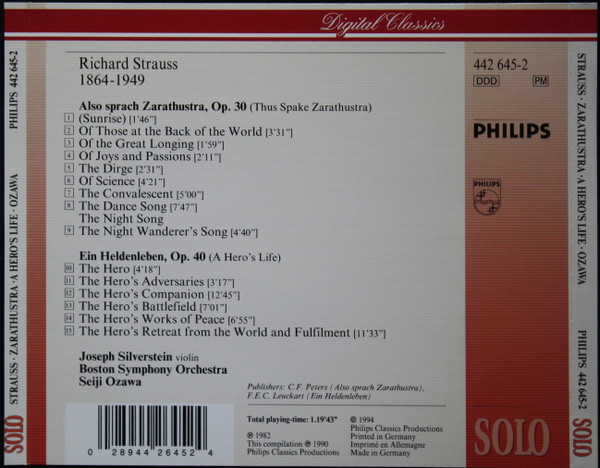 Digital Classics
Richard Strauss
1864-1949
442 645-2
DDD
PM
PHILIPS
PHILIPS
Also sprach Zarathustra, Op. 30 (Thus Spake Zarathustra)
1 (Sunrise) [1'46"]
2 Of Those at the Back of the World [3'31"]
3 Of the Great Longing [1'59"]
4 Of Joys and Passions [2'11"]
5 The Dirge [2'31"]
6 Of Science [4'21"]
7 The Convalescent [5'00"]
8 The Dance Song [7'47"]
The Night Song
9 The Night Wanderer's Song [4'40"]
Ein Heldenleben, Op. 40 (A Hero's Life)
10 The Hero [4'18"]
11 The Hero's Adversaries [3'17"]
12 The Hero's Companion [12'45"]
13 The Hero's Battlefield [7'01"]
14 The Hero's Works of Peace [6'55"]
15 The Hero's Retreat from the World and Fulfilment [11'33"]
Joseph Silverstein violin
Boston Symphony Orchestra
Seiji Ozawa
Publishers: C.F. Peters (Also sprach Zarathustra),
F.E.C. Leuckart (Ein Heldenleben)
0 28944 26452 4
Total playing-time: 1.19'43"
℗ 1982
This compilation ℗ 1990
Philips Classics Productions
© 1994
Philips Classics Productions
Printed in Germany
Imprimé en Allemagne
Made in Germany
SOLO
SOLO STRAUSS · ZARATHUSTRA · A HERO'S LIFE · OZAWA PHILIPS 442 645-2
STRAUSS · ZARATHUSTRA · A HERO'S LIFE · OZAWA PHILIPS 442 645-2 SOLO